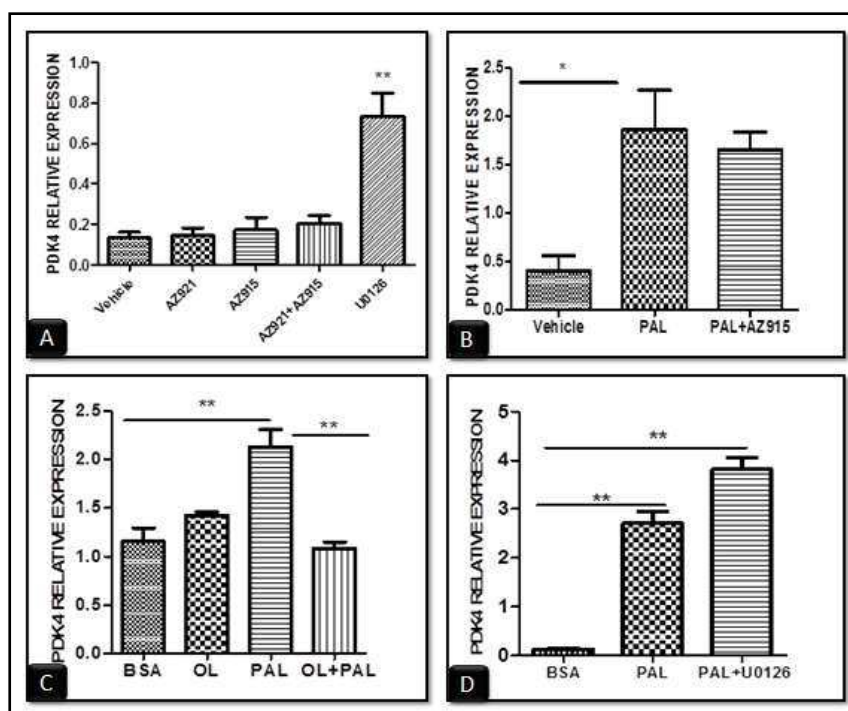 PDK4 RELATIVE EXPRESSION
1.0
0.8
0.6
0.4
0.2
0.0
**
Vehicle
AZ921
AZ915
AZ921+AZ915
U0126
A
PDK4 RELATIVE EXPRESSION
2.5
2.0
1.5
1.0
0.5
0.0
*
Vehicle PAL PAL+AZ915
B
PDK4 RELATIVE EXPRESSION
2.5
2.0
1.5
1.0
0.5
0.0
**
**
BSA OL PAL OL+PAL
C
PDK4 RELATIVE EXPRESSION
5
4
3
2
1
0
**
**
BSA PAL PAL+U0126
D